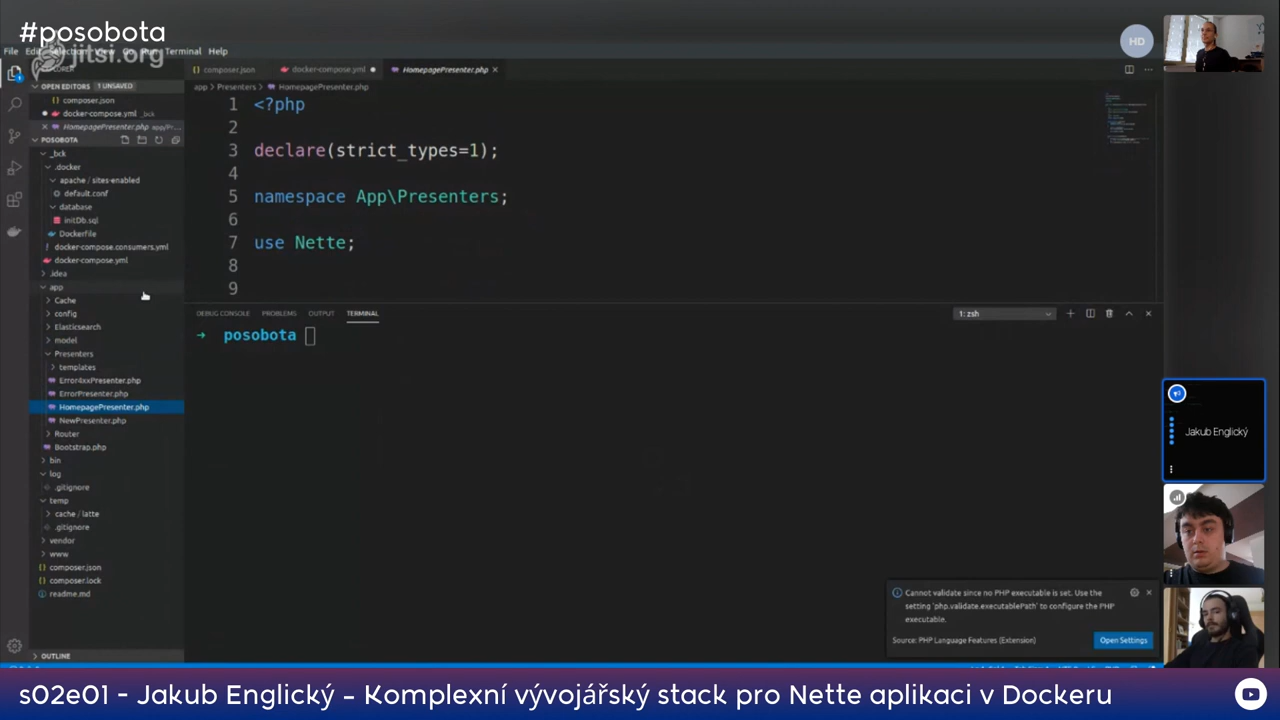 #posobota
jitsi.org
File Edit Selection View Go Run Terminal Help
composer.json
docker-compose.yml
HomepagePresenter.php
OPEN EDITORS 1 UNSAVED
composer.json
docker-compose.yml _bck
HomepagePresenter.php app/Pr...
POSOBOTA
_bck
.docker
apache / sites-enabled
default.conf
database
initDb.sql
Dockerfile
docker-compose.consumers.yml
docker-compose.yml
.idea
app
Cache
config
Elasticsearch
model
Presenters
templates
Error4xxPresenter.php
ErrorPresenter.php
HomepagePresenter.php
NewPresenter.php
Router
Bootstrap.php
bin
log
.gitignore
temp
cache / latte
.gitignore
vendor
www
composer.json
composer.lock
readme.md
OUTLINE
app > Presenters > HomepagePresenter.php
1 <?php
2
3 declare(strict_types=1);
4
5 namespace App\Presenters;
6
7 use Nette;
8
9
DEBUG CONSOLE PROBLEMS OUTPUT TERMINAL
1: zsh
→ posobota
Cannot validate since no PHP executable is set. Use the
setting 'php.validate.executablePath' to configure the PHP
executable.
Source: PHP Language Features (Extension)
Open Settings
HD
Jakub Englický
s02e01 - Jakub Englický – Komplexní vývojářský stack pro Nette aplikaci v Dockeru